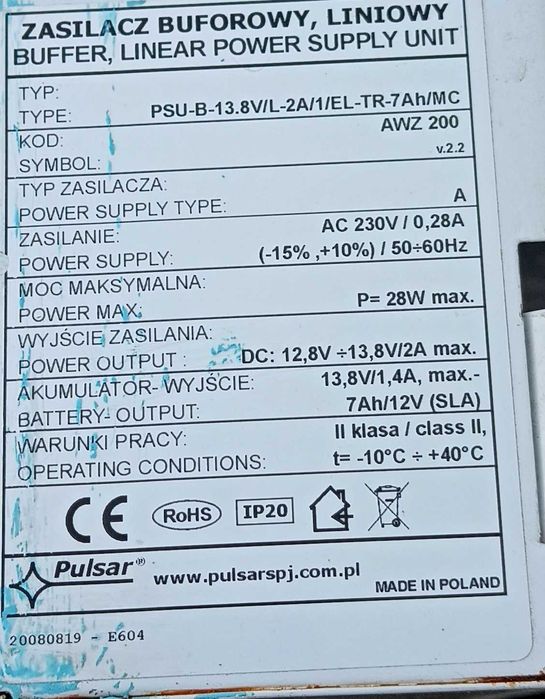 ZASILACZ BUFOROWY, LINIOWY
BUFFER, LINEAR POWER SUPPLY UNIT
TYP:
TYPE: PSU-B-13.8V/L-2A/1/EL-TR-7Ah/MC
KOD: AWZ 200
SYMBOL: v.2.2
TYP ZASILACZA:
POWER SUPPLY TYPE: A
ZASILANIE: AC 230V / 0,28A
POWER SUPPLY: (-15% ,+10%) / 50÷60Hz
MOC MAKSYMALNA:
POWER MAX: P= 28W max.
WYJŚCIE ZASILANIA:
POWER OUTPUT : DC: 12,8V ÷13,8V/2A max.
AKUMULATOR- WYJŚCIE: 13,8V/1,4A, max.-
BATTERY- OUTPUT: 7Ah/12V (SLA)
WARUNKI PRACY: II klasa / class II,
OPERATING CONDITIONS: t= -10°C ÷ +40°C
CE RoHS IP20
Pulsar® www.pulsarspj.com.pl
MADE IN POLAND
20080819 - E604